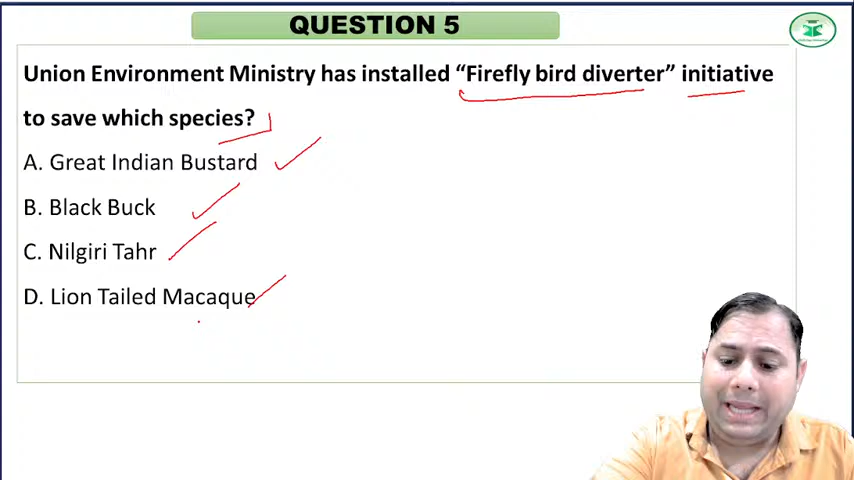 QUESTION 5
Union Environment Ministry has installed “Firefly bird diverter” initiative
to save which species?
A. Great Indian Bustard
B. Black Buck
C. Nilgiri Tahr
D. Lion Tailed Macaque